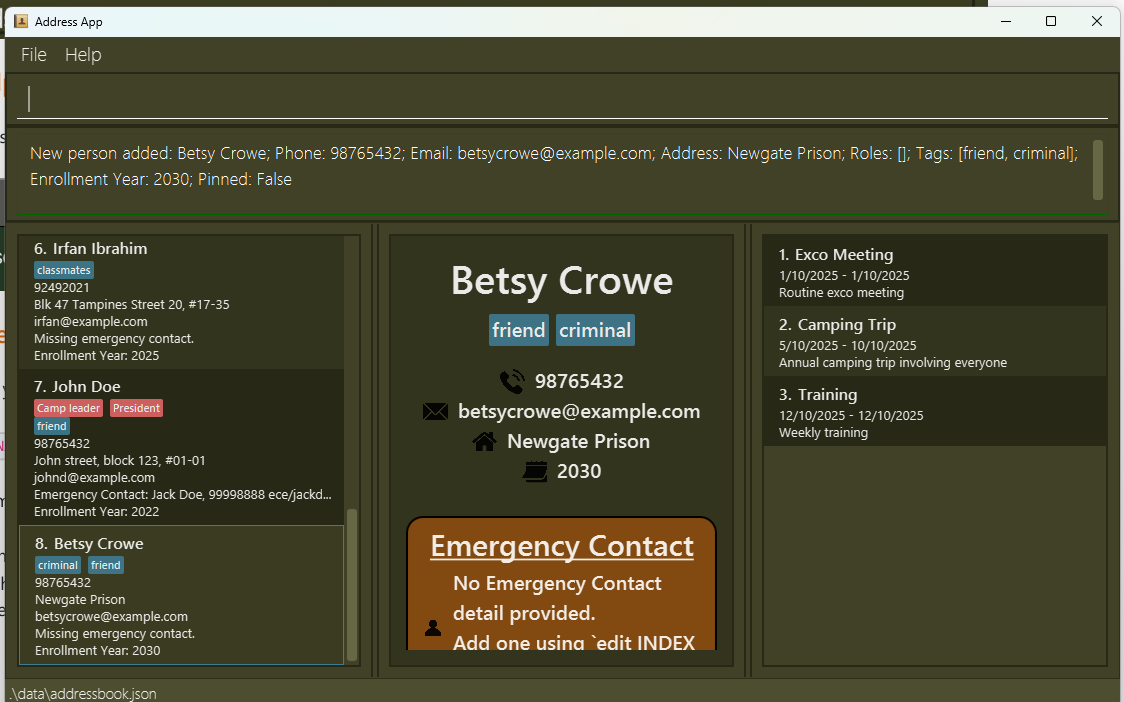 Address App
File Help
New person added: Betsy Crowe; Phone: 98765432; Email: betsycrowe@example.com; Address: Newgate Prison; Roles: []; Tags: [friend, criminal];
Enrollment Year: 2030; Pinned: False
6. Irfan Ibrahim
classmates
92492021
Blk 47 Tampines Street 20, #17-35
irfan@example.com
Missing emergency contact.
Enrollment Year: 2025
7. John Doe
Camp leader President
friend
98765432
John street, block 123, #01-01
johnd@example.com
Emergency Contact: Jack Doe, 99998888 ece/jackd...
Enrollment Year: 2022
8. Betsy Crowe
criminal friend
98765432
Newgate Prison
betsycrowe@example.com
Missing emergency contact.
Enrollment Year: 2030
Betsy Crowe
friend criminal
98765432
betsycrowe@example.com
Newgate Prison
2030
Emergency Contact
No Emergency Contact
detail provided.
Add one using `edit INDEX
1. Exco Meeting
1/10/2025 - 1/10/2025
Routine exco meeting
2. Camping Trip
5/10/2025 - 10/10/2025
Annual camping trip involving everyone
3. Training
12/10/2025 - 12/10/2025
Weekly training
.\data\addressbook.json